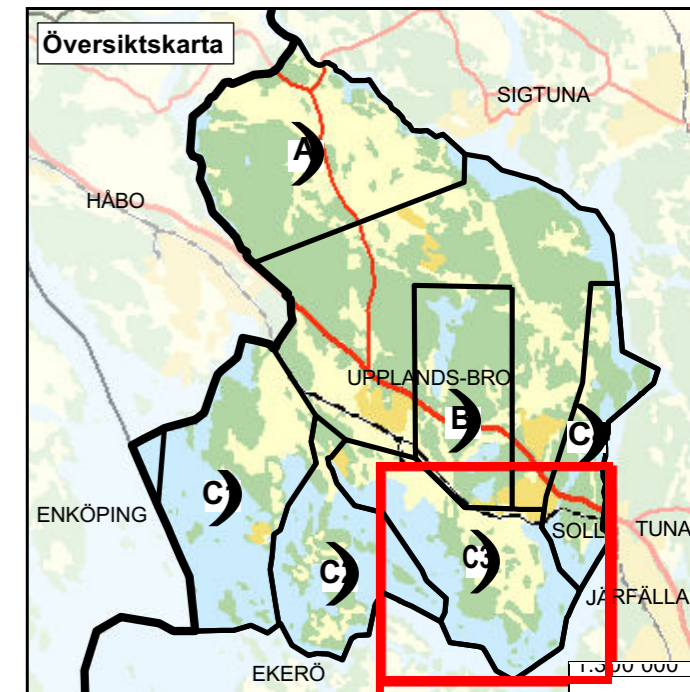 Översiktskarta
SIGTUNA
A
HÅBO
UPPLANDS-BRO
B
C1
ENKÖPING
SOLL
TUNA
C3
C2
JÄRFÄLLA
EKERÖ